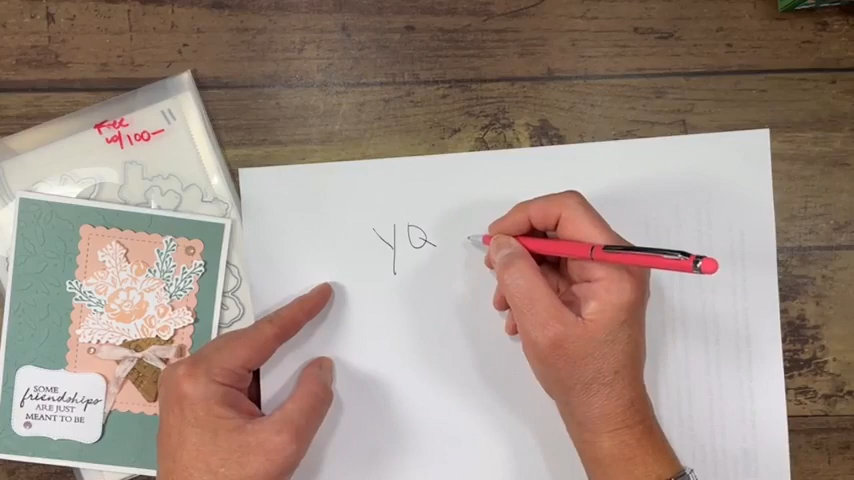 Free
w/100—
YQ
SOME
friendships
ARE JUST
MEANT TO BE